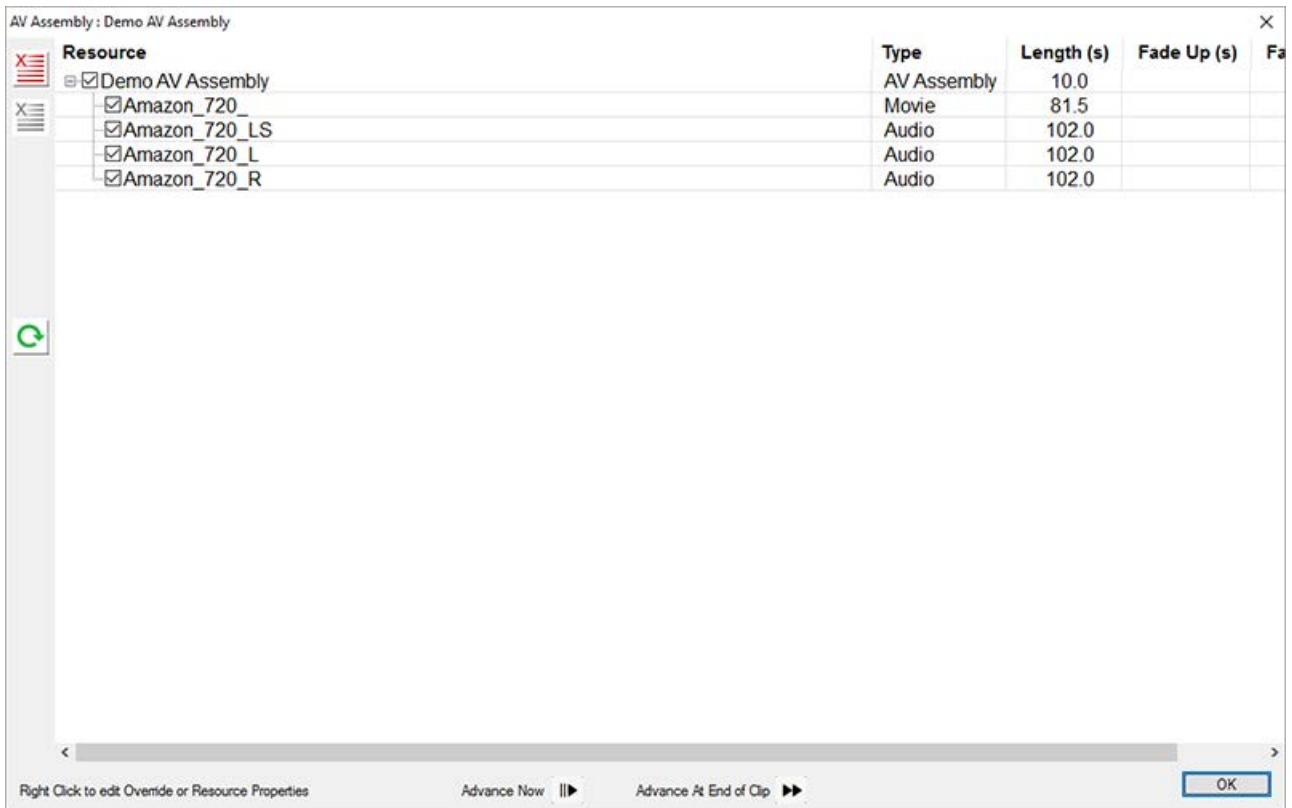 AV Assembly : Demo AV Assembly
Resource Type Length (s) Fade Up (s) Fa
Demo AV Assembly AV Assembly 10.0
Amazon_720_ Movie 81.5
Amazon_720_LS Audio 102.0
Amazon_720_L Audio 102.0
Amazon_720_R Audio 102.0
Right Click to edit Override or Resource Properties Advance Now Advance At End of Clip OK